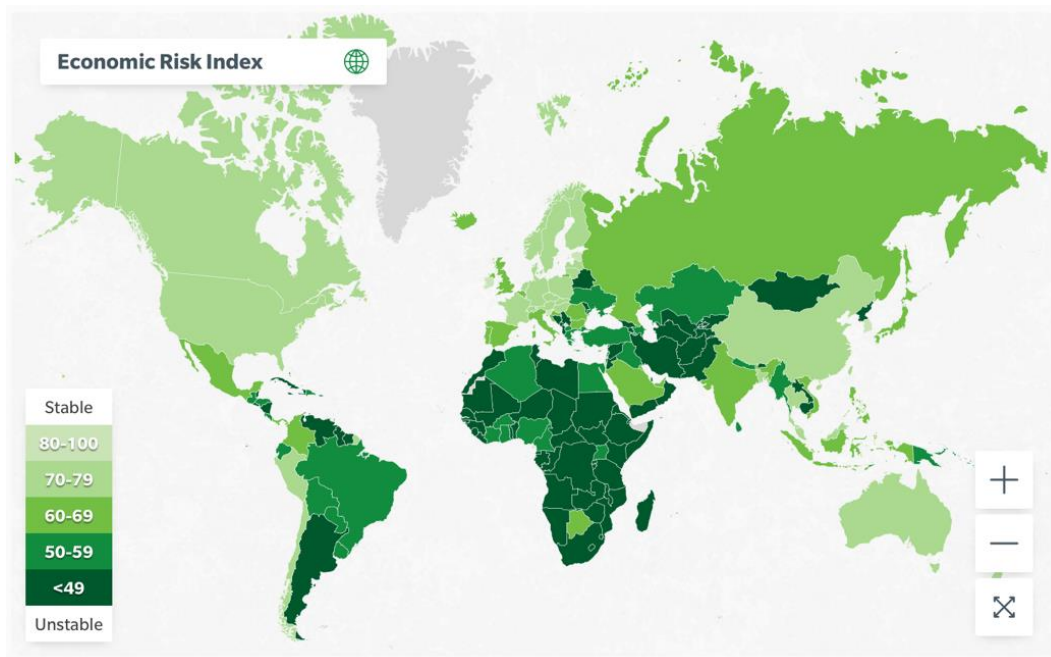 Economic Risk Index
Stable
80-100
70-79
60-69
50-59
<49
Unstable